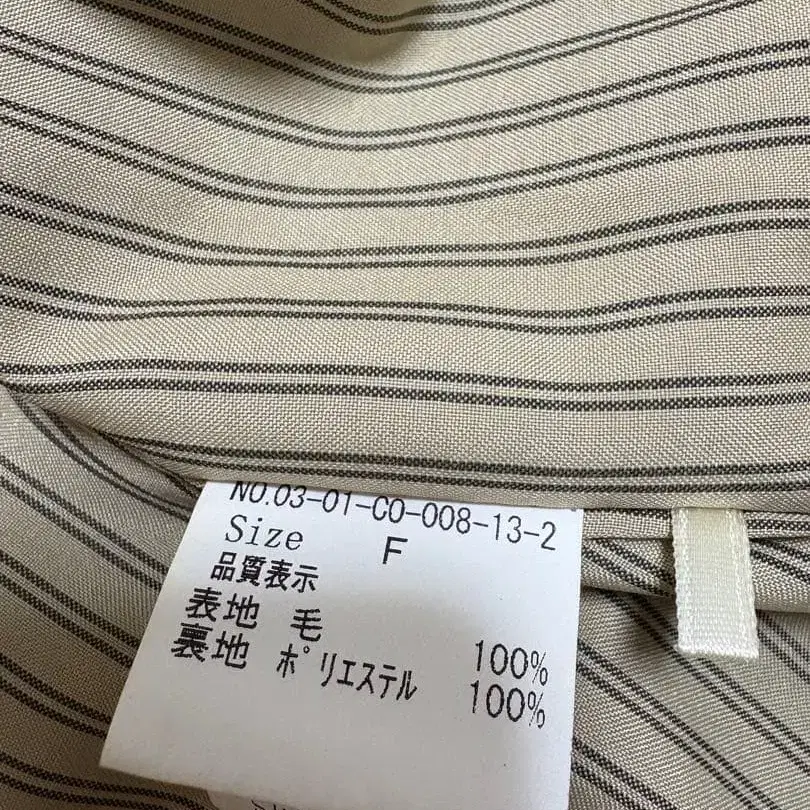 NO.03-01-CO-008-13-2
Size F
品質表示
表地 毛 100%
裏地 ポリエステル 100%